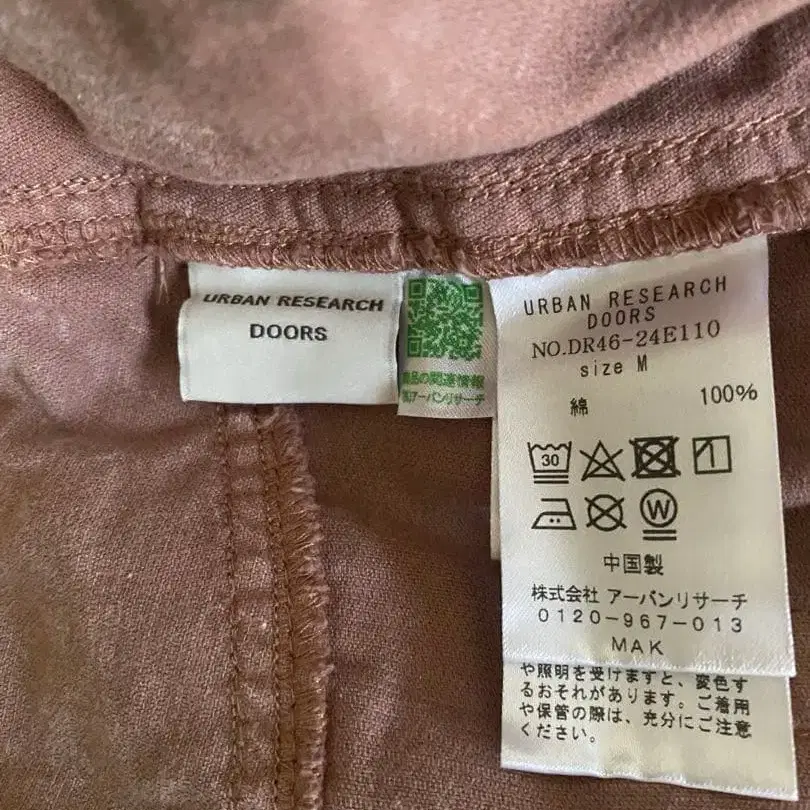 URBAN RESEARCH
DOORS
商品の関連情報
㈱アーバンリサーチ
URBAN RESEARCH
DOORS
NO.DR46-24E110
size M
綿 100%
30
W
中国製
株式会社 アーバンリサーチ
0120-967-013
MAK
や照明を受けますと、変色す
るおそれがあります。ご着用
や保管の際は、充分にご注意
ください。